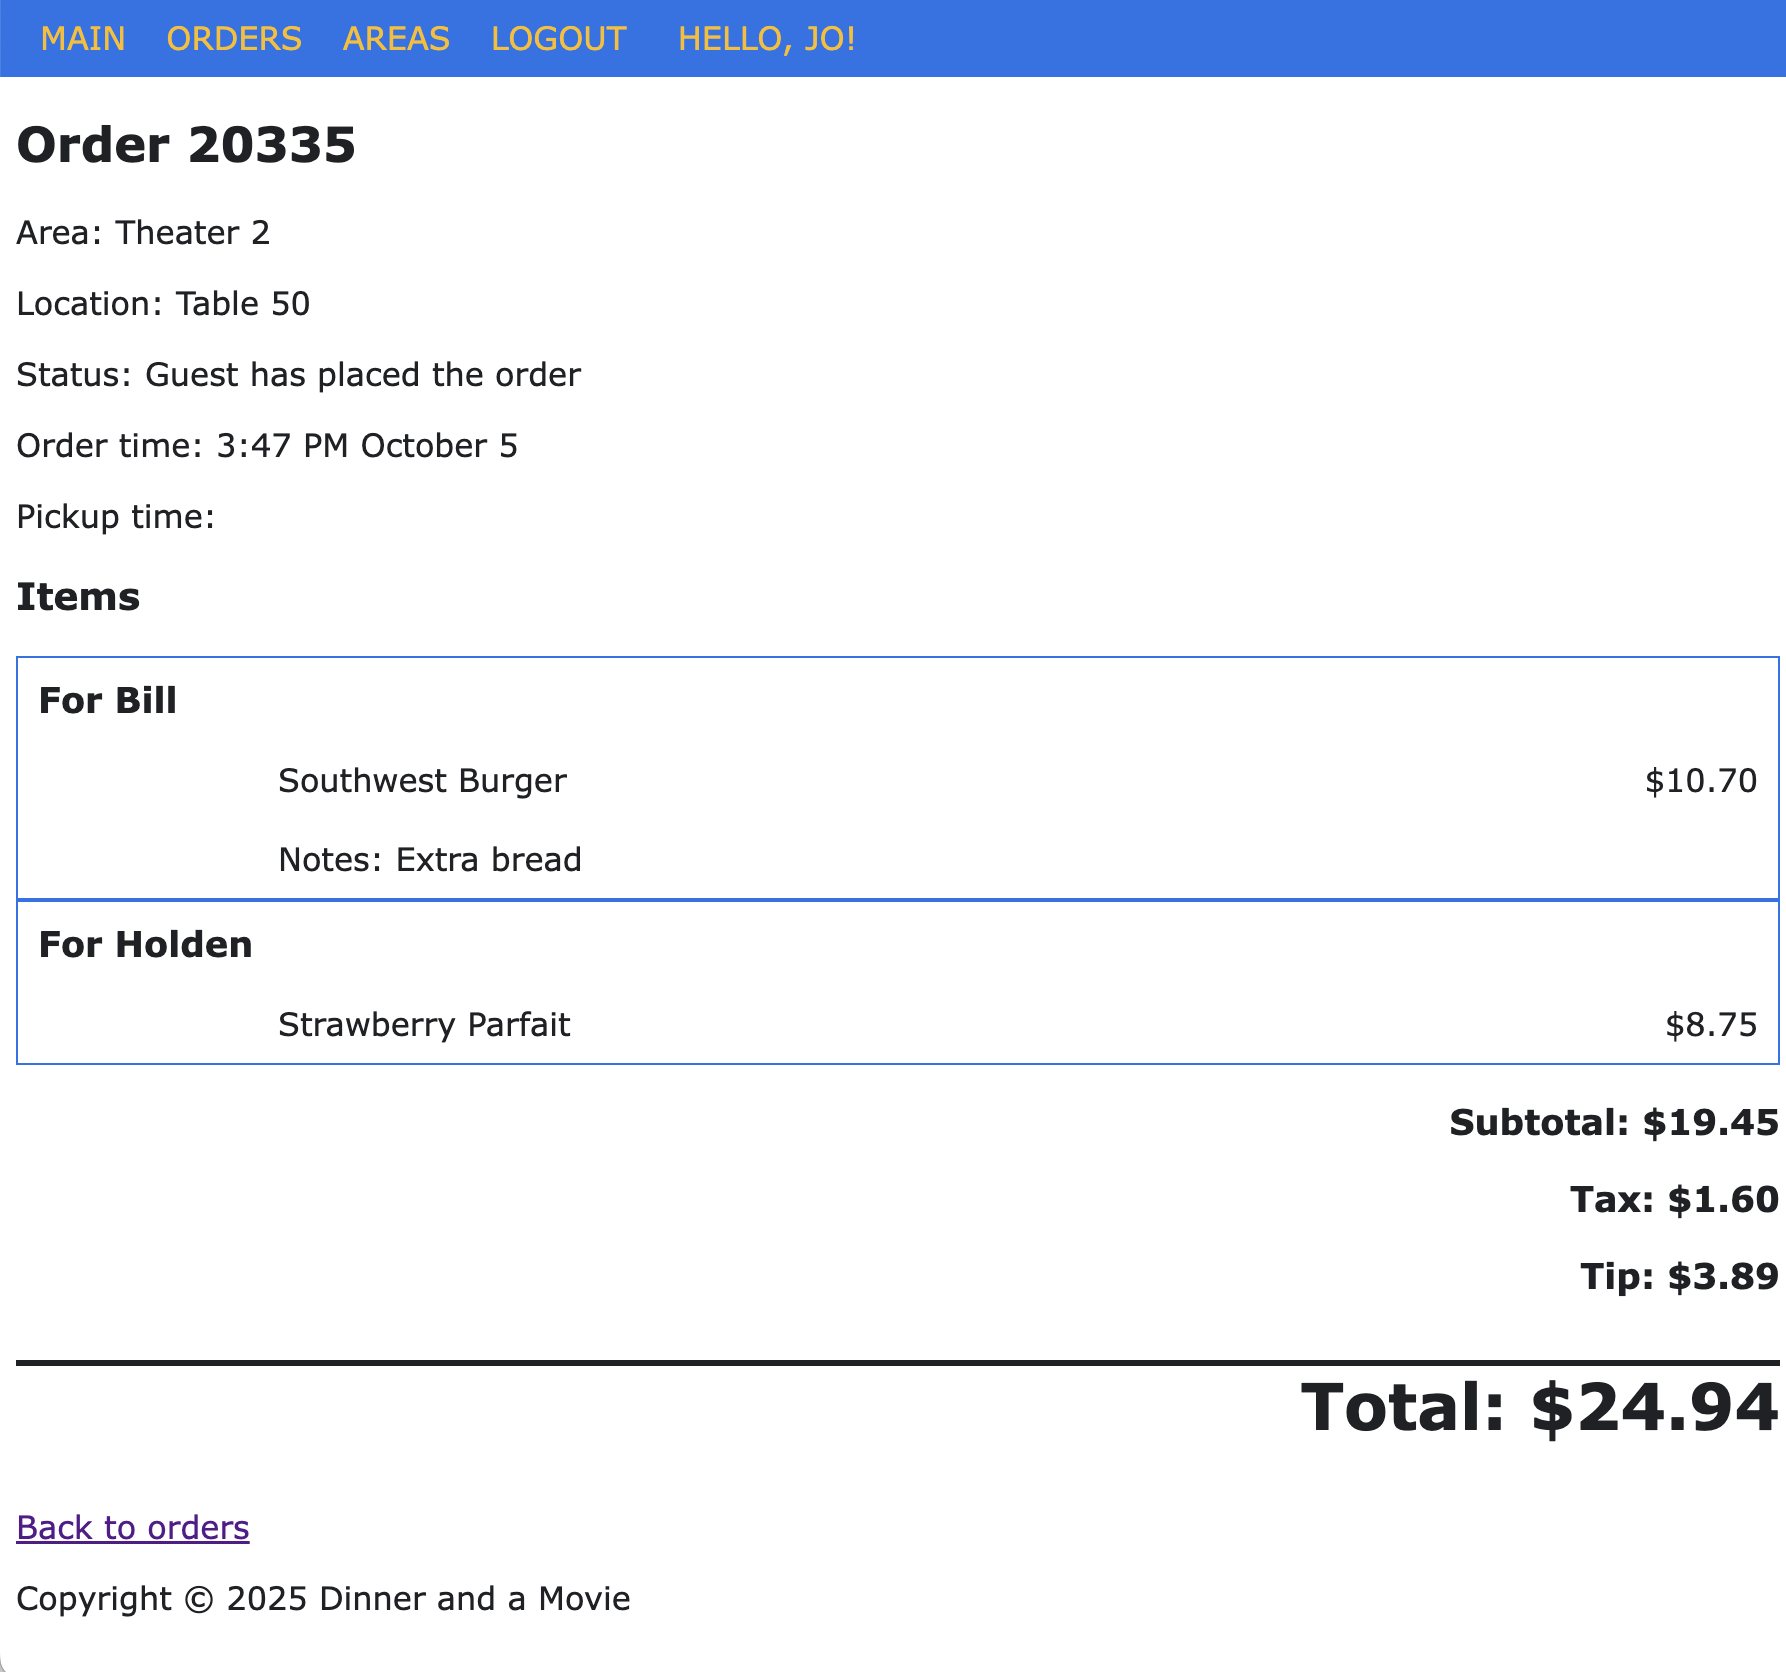 MAIN ORDERS AREAS LOGOUT HELLO, JO!
Order 20335
Area: Theater 2
Location: Table 50
Status: Guest has placed the order
Order time: 3:47 PM October 5
Pickup time:
Items
For Bill
Southwest Burger $10.70
Notes: Extra bread
For Holden
Strawberry Parfait $8.75
Subtotal: $19.45
Tax: $1.60
Tip: $3.89
Total: $24.94
Back to orders
Copyright © 2025 Dinner and a Movie